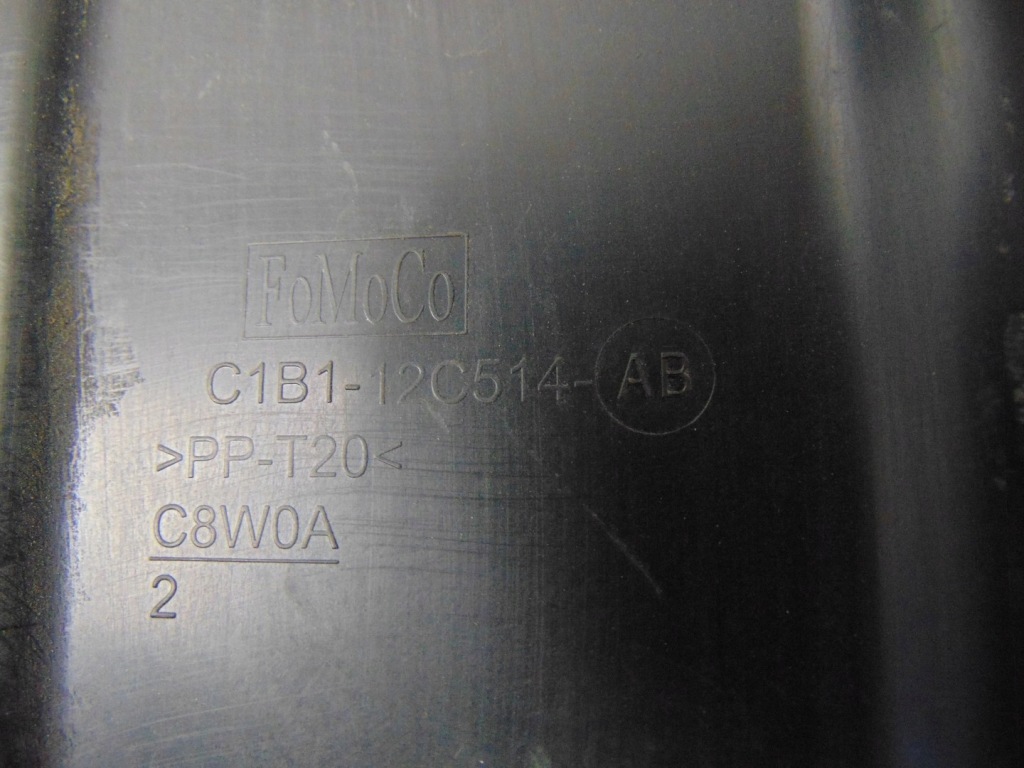 FoMoCo
C1B1-12C514-AB
>PP-T20<
C8W0A
2